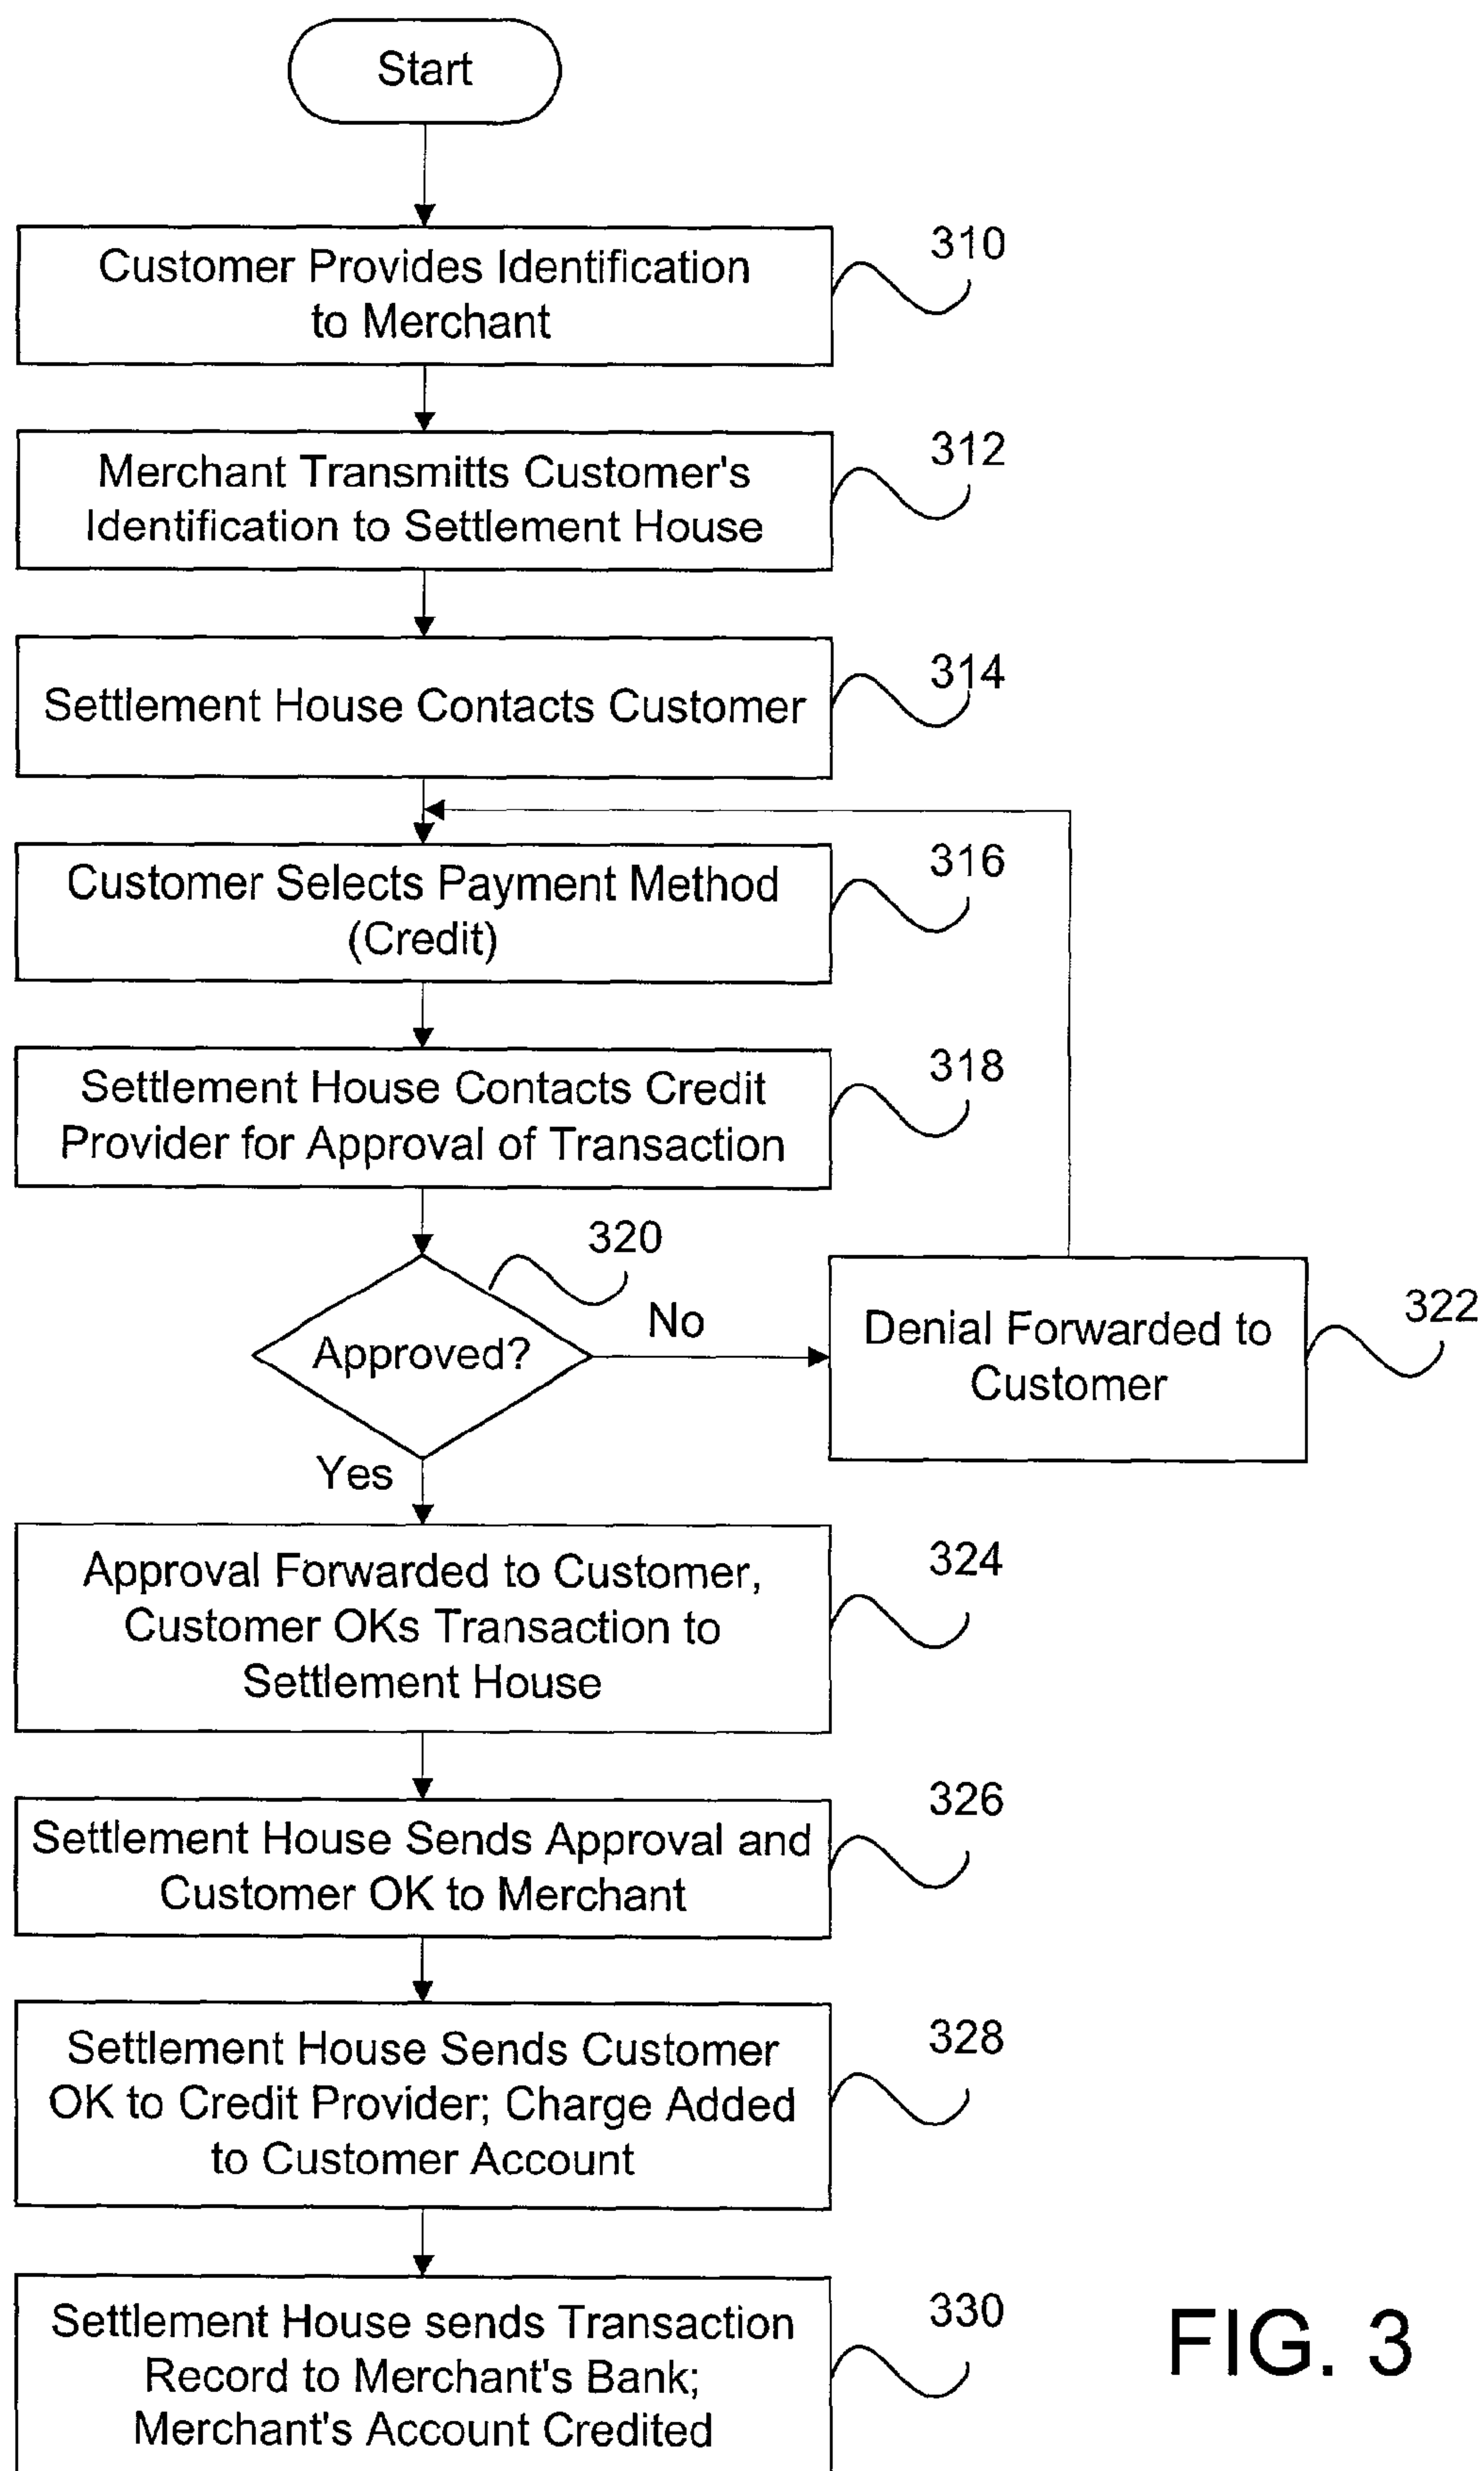 Start
310
Customer Provides Identification
to Merchant
312
Merchant Transmitts Customer's
Identification to Settlement House
314
Settlement House Contacts Customer
316
Customer Selects Payment Method
(Credit)
318
Settlement House Contacts Credit
Provider for Approval of Transaction
320
No
Approved?
322
Denial Forwarded to
Customer
Yes
324
Approval Forwarded to Customer,
Customer OKs Transaction to
Settlement House
326
Settlement House Sends Approval and
Customer OK to Merchant
328
Settlement House Sends Customer
OK to Credit Provider; Charge Added
to Customer Account
330
Settlement House sends Transaction
Record to Merchant's Bank;
Merchant's Account Credited
FIG. 3